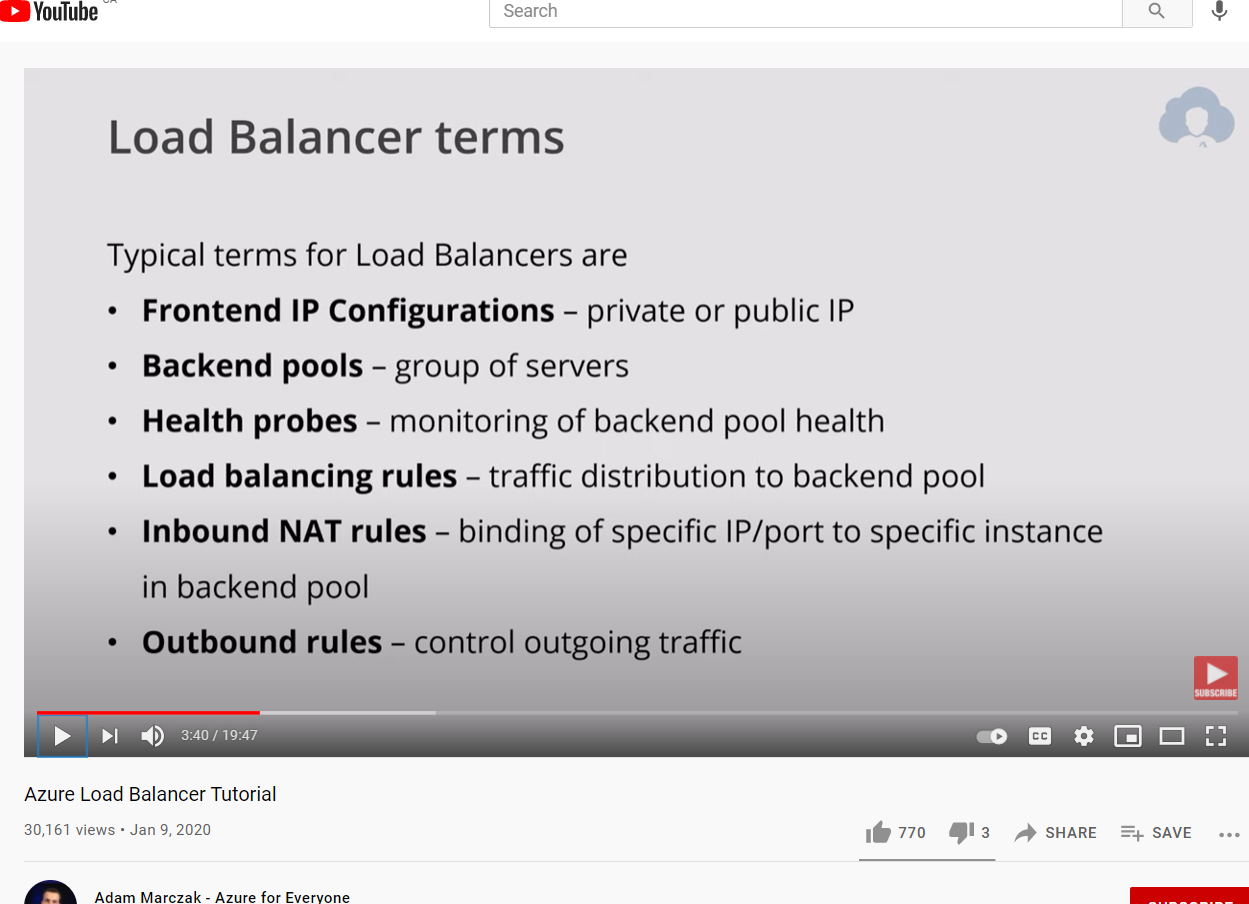 YouTube CA
Search
Load Balancer terms
Typical terms for Load Balancers are
• Frontend IP Configurations – private or public IP
• Backend pools – group of servers
• Health probes – monitoring of backend pool health
• Load balancing rules – traffic distribution to backend pool
• Inbound NAT rules – binding of specific IP/port to specific instance
in backend pool
• Outbound rules – control outgoing traffic
SUBSCRIBE
3:40 / 19:47
CC
Azure Load Balancer Tutorial
30,161 views • Jan 9, 2020
770
3
SHARE
SAVE
Adam Marczak - Azure for Everyone
SUBSCRIBE